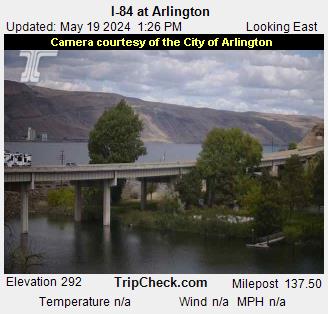 I-84 at Arlington
Updated: May 19 2024 1:26 PM Looking East
Camera courtesy of the City of Arlington
Elevation 292 TripCheck.com Milepost 137.50
Temperature n/a Wind n/a MPH n/a